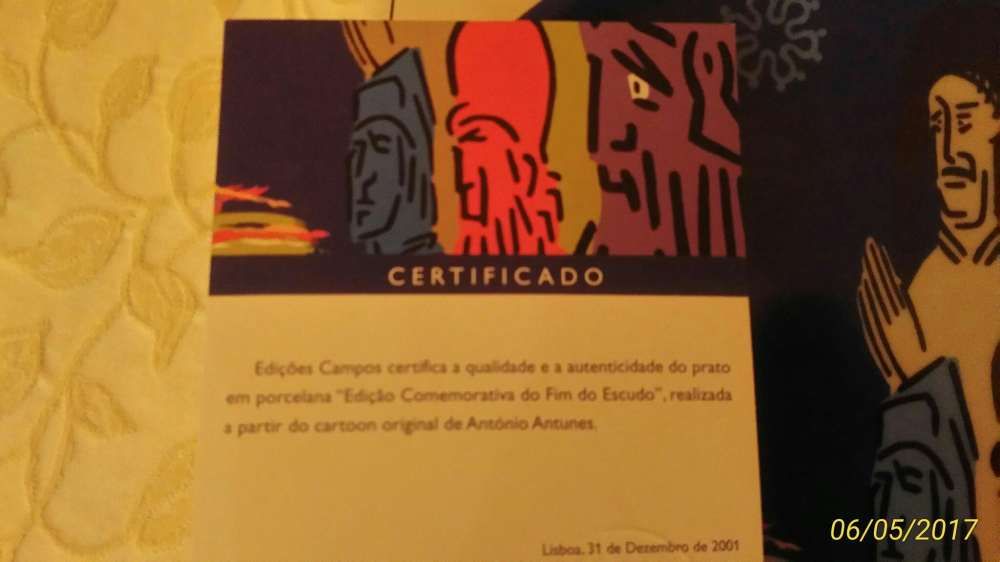 CERTIFICADO
Edições Campos certifica a qualidade e a autenticidade do prato
em porcelana "Edição Comemorativa do Fim do Escudo", realizada
a partir do cartoon original de António Antunes.
Lisboa, 31 de Dezembro de 2001
06/05/2017